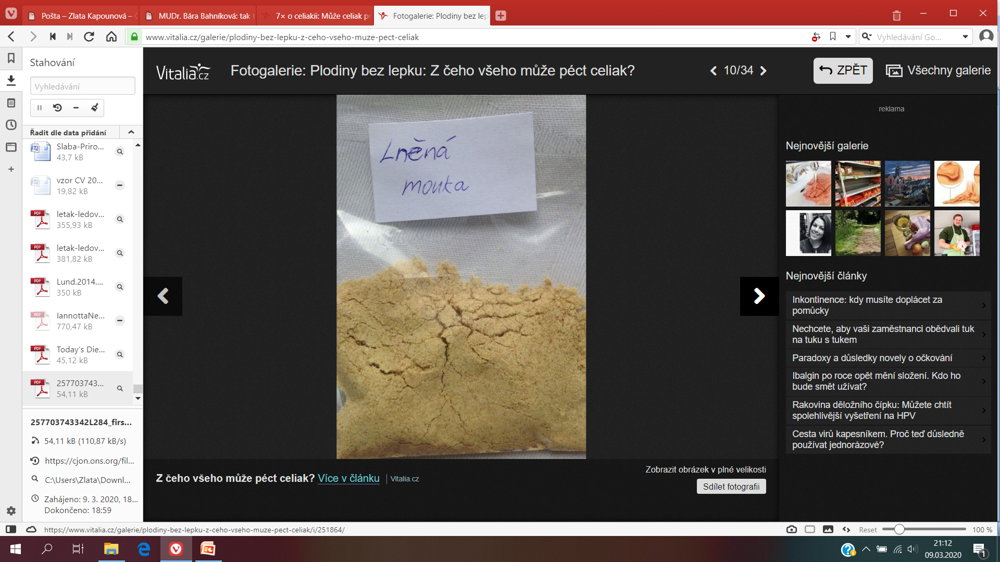 Pošta – Zlata Kapounová –
MUDr. Bára Bahníková: tak
7× o celiakii: Může celiak pr
Fotogalerie: Plodiny bez lep
www.vitalia.cz/galerie/plodiny-bez-lepku-z-ceho-vseho-muze-pect-celiak
Vyhledávání Go...
Stahování
Vyhledávání
Řadit dle data přidání
Slaba-Priro...
43,7 kB
vzor CV 20...
19,82 kB
letak-ledov...
355,93 kB
letak-ledov...
381,82 kB
Lund.2014....
350 kB
IannottaNe...
770,47 kB
Today's Die...
45,12 kB
257703743...
54,11 kB
257703743342L284_firs...
54,11 kB (110,87 kB/s)
https://cjon.ons.org/fil...
C:\Users\Zlata\Downl...
Zahájeno: 9. 3. 2020, 18...
Dokončeno: 18:59
Vitalia.cz
Fotogalerie: Plodiny bez lepku: Z čeho všeho může péct celiak?
10/34
ZPĚT
Všechny galerie
Lněná
mouka
Z čeho všeho může péct celiak? Více v článku | Vitalia.cz
Zobrazit obrázek v plné velikosti
Sdílet fotografii
reklama
Nejnovější galerie
Nejnovější články
Inkontinence: kdy musíte doplácet za
pomůcky
Nechcete, aby vaši zaměstnanci obědvali tuk
na tuku s tukem
Paradoxy a důsledky novely o očkování
Ibalgin po roce opět mění složení. Kdo ho
bude smět užívat?
Rakovina děložního čípku: Můžete chtít
spolehlivější vyšetření na HPV
Cesta virů kapesníkem. Proč teď důsledně
používat jednorázové?
https://www.vitalia.cz/galerie/plodiny-bez-lepku-z-ceho-vseho-muze-pect-celiak/i/251864/
Reset
100 %
21:12
09.03.2020
1